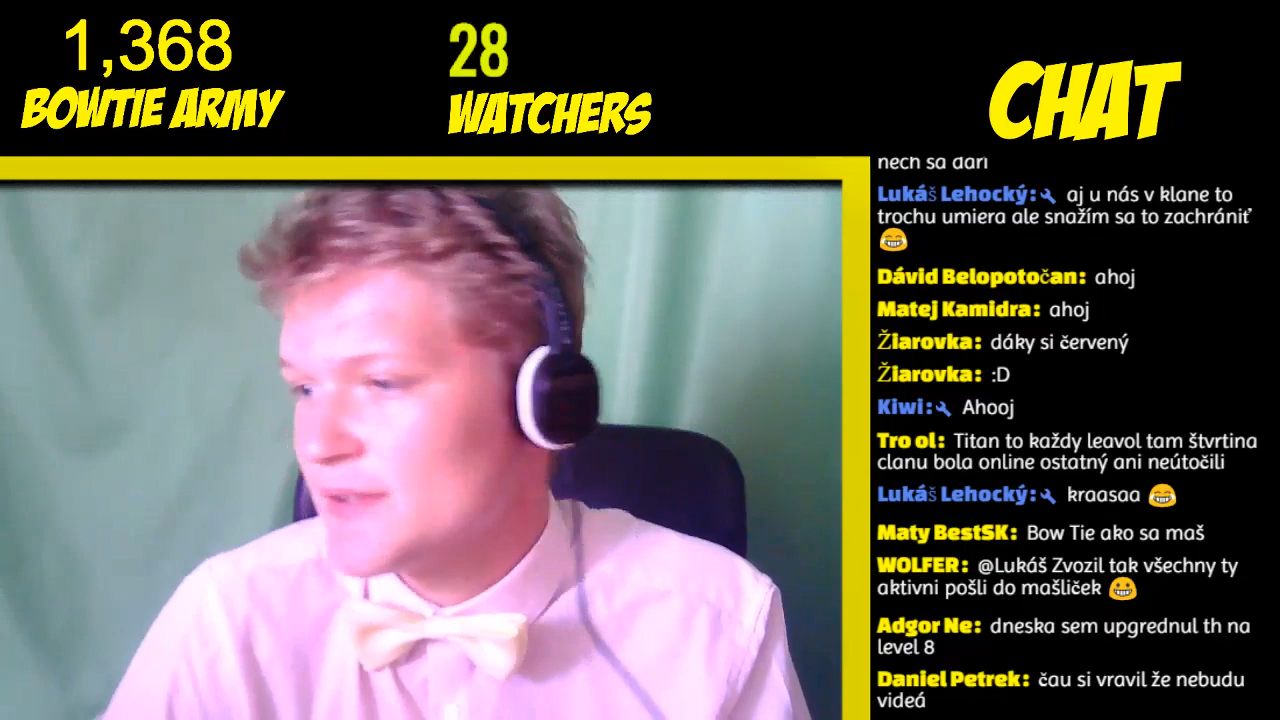 1,368
BOWTIE ARMY
28
WATCHERS
CHAT
nech sa darí
Lukáš Lehocký: aj u nás v klane to
trochu umiera ale snažím sa to zachrániť
😂
Dávid Belopotočan: ahoj
Matej Kamidra: ahoj
Žiarovka: dáky si červený
Žiarovka: :D
Kiwi: Ahooj
Tro ol: Titan to každy leavol tam štvrtina
clanu bola online ostatný ani neútočili
Lukáš Lehocký: kraasaa 😂
Maty BestSK: Bow Tie ako sa maš
WOLFER: @Lukáš Zvozil tak všechny ty
aktivni pošli do mašliček 😀
Adgor Ne: dneska sem upgrednul th na
level 8
Daniel Petrek: čau si vravil že nebudu
videá